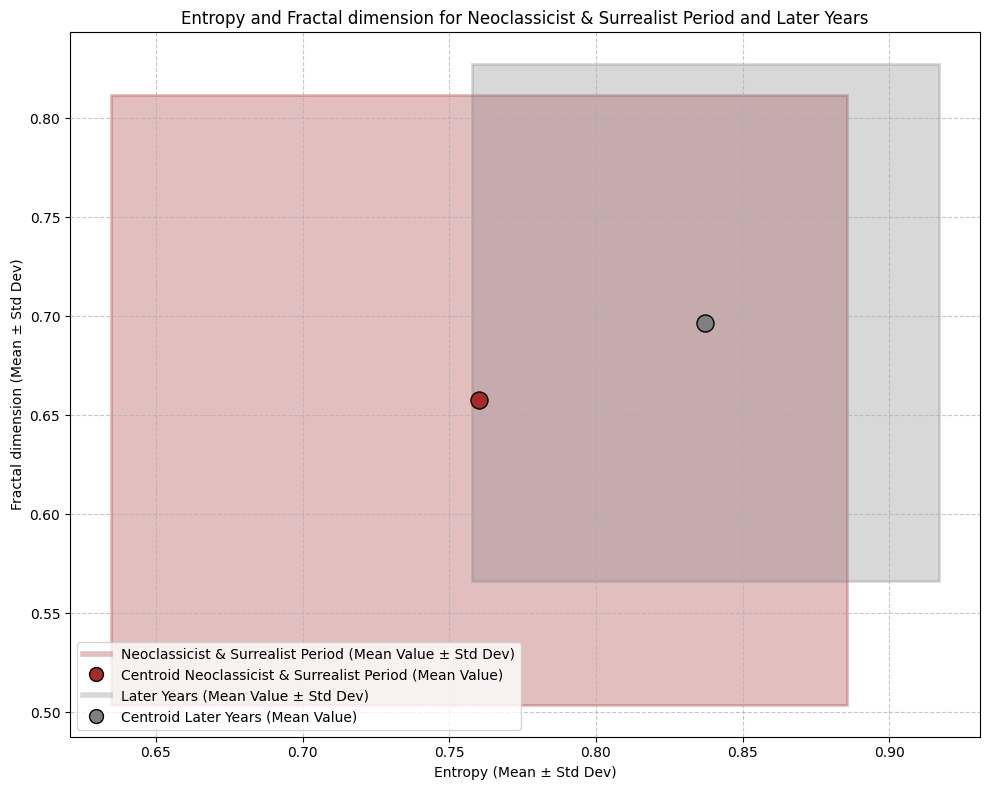 Entropy and Fractal dimension for Neoclassicist & Surrealist Period and Later Years
Fractal dimension (Mean ± Std Dev)
0.80
0.75
0.70
0.65
0.60
0.55
0.50
Neoclassicist & Surrealist Period (Mean Value ± Std Dev)
Centroid Neoclassicist & Surrealist Period (Mean Value)
Later Years (Mean Value ± Std Dev)
Centroid Later Years (Mean Value)
0.65 0.70 0.75 0.80 0.85 0.90
Entropy (Mean ± Std Dev)